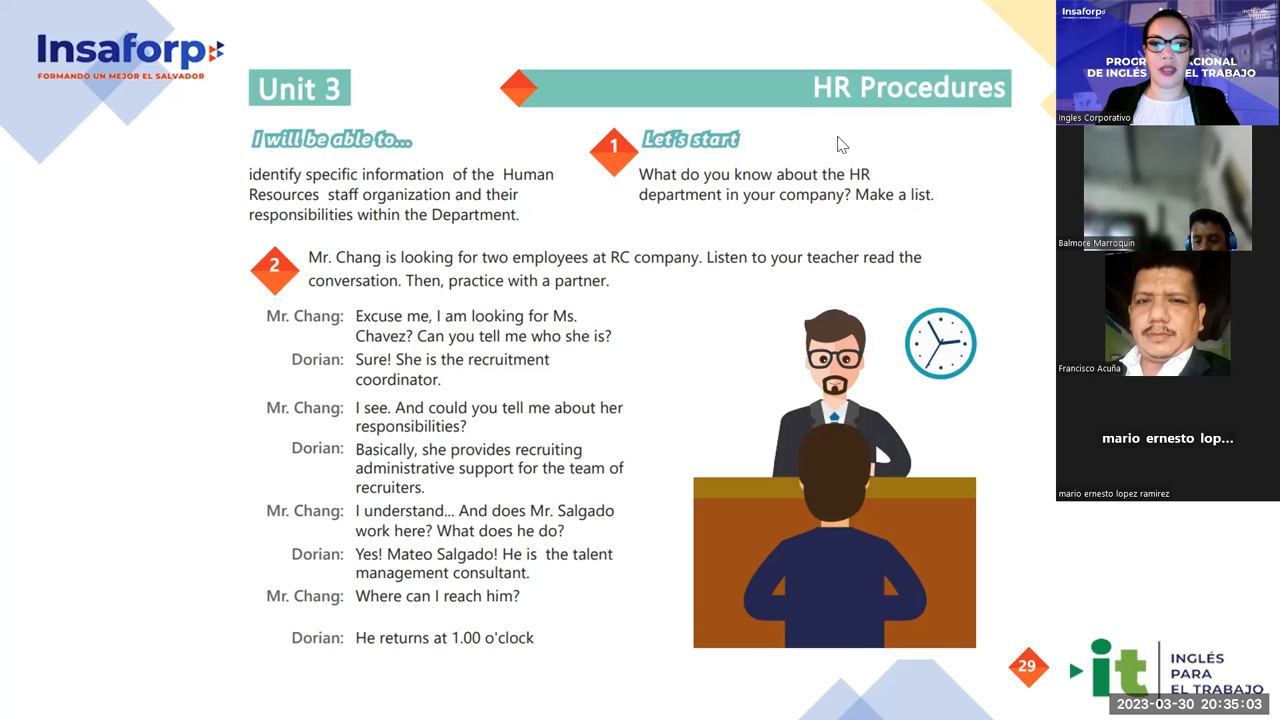 Insaforp
FORMANDO UN MEJOR EL SALVADOR
Unit 3
HR Procedures
I will be able to...
identify specific information of the Human
Resources staff organization and their
responsibilities within the Department.
1
Let's start
What do you know about the HR
department in your company? Make a list.
2
Mr. Chang is looking for two employees at RC company. Listen to your teacher read the
conversation. Then, practice with a partner.
Mr. Chang: Excuse me, I am looking for Ms.
Chavez? Can you tell me who she is?
Dorian: Sure! She is the recruitment
coordinator.
Mr. Chang: I see. And could you tell me about her
responsibilities?
Dorian: Basically, she provides recruiting
administrative support for the team of
recruiters.
Mr. Chang: I understand... And does Mr. Salgado
work here? What does he do?
Dorian: Yes! Mateo Salgado! He is the talent
management consultant.
Mr. Chang: Where can I reach him?
Dorian: He returns at 1.00 o'clock
29
it
INGLÉS
PARA
EL TRABAJO
2023-03-30 20:35:03
Insaforp
PROGR ACIONAL
DE INGLÉS EL TRABAJO
Ingles Corporativo
Balmore Marroquin
Francisco Acuña
mario ernesto lop...
mario ernesto lopez ramirez